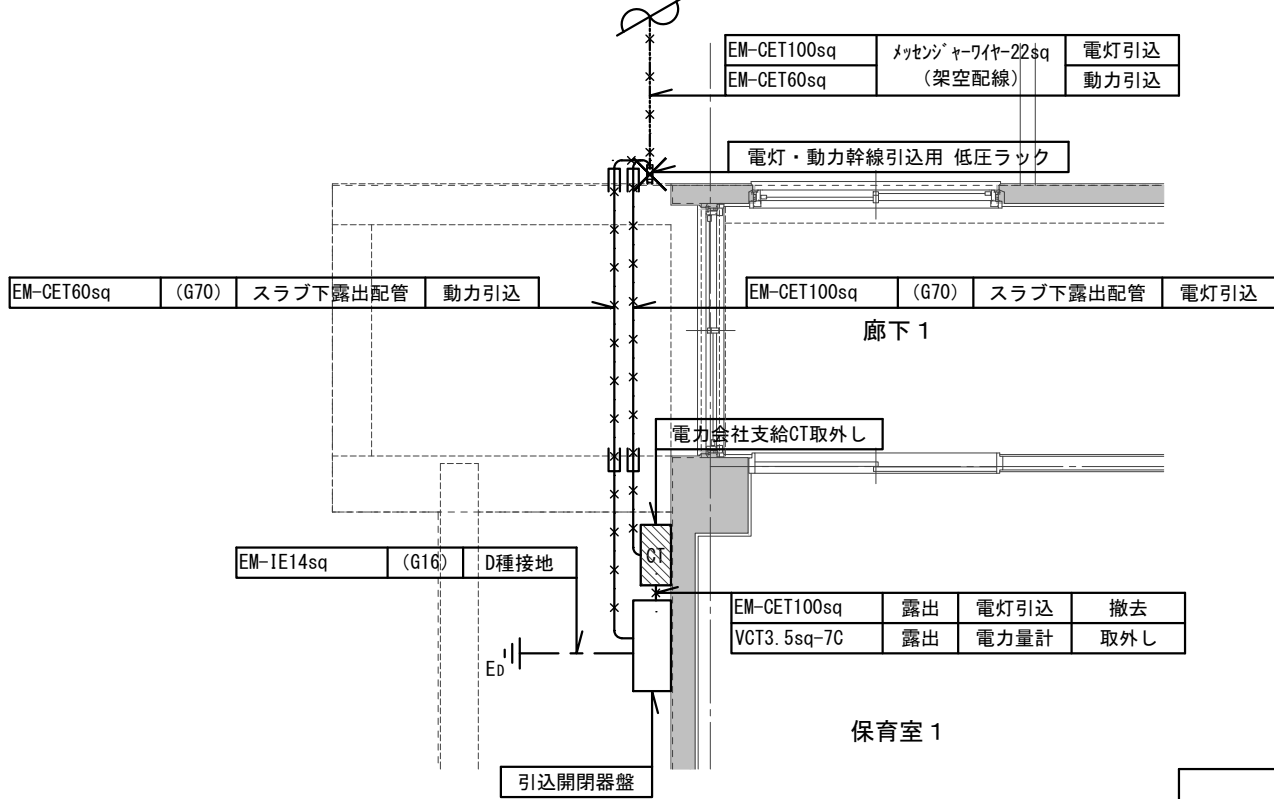 EM-CET100sq メッセンジャーワイヤー22sq 電灯引込
EM-CET60sq （架空配線） 動力引込
電灯・動力幹線引込用 低圧ラック
EM-CET60sq (G70) スラブ下露出配管 動力引込
EM-CET100sq (G70) スラブ下露出配管 電灯引込
廊下1
電力会社支給CT取外し
CT
EM-IE14sq (G16) D種接地
EM-CET100sq 露出 電灯引込 撤去
VCT3.5sq-7C 露出 電力量計 取外し
ED
保育室1
引込開閉器盤